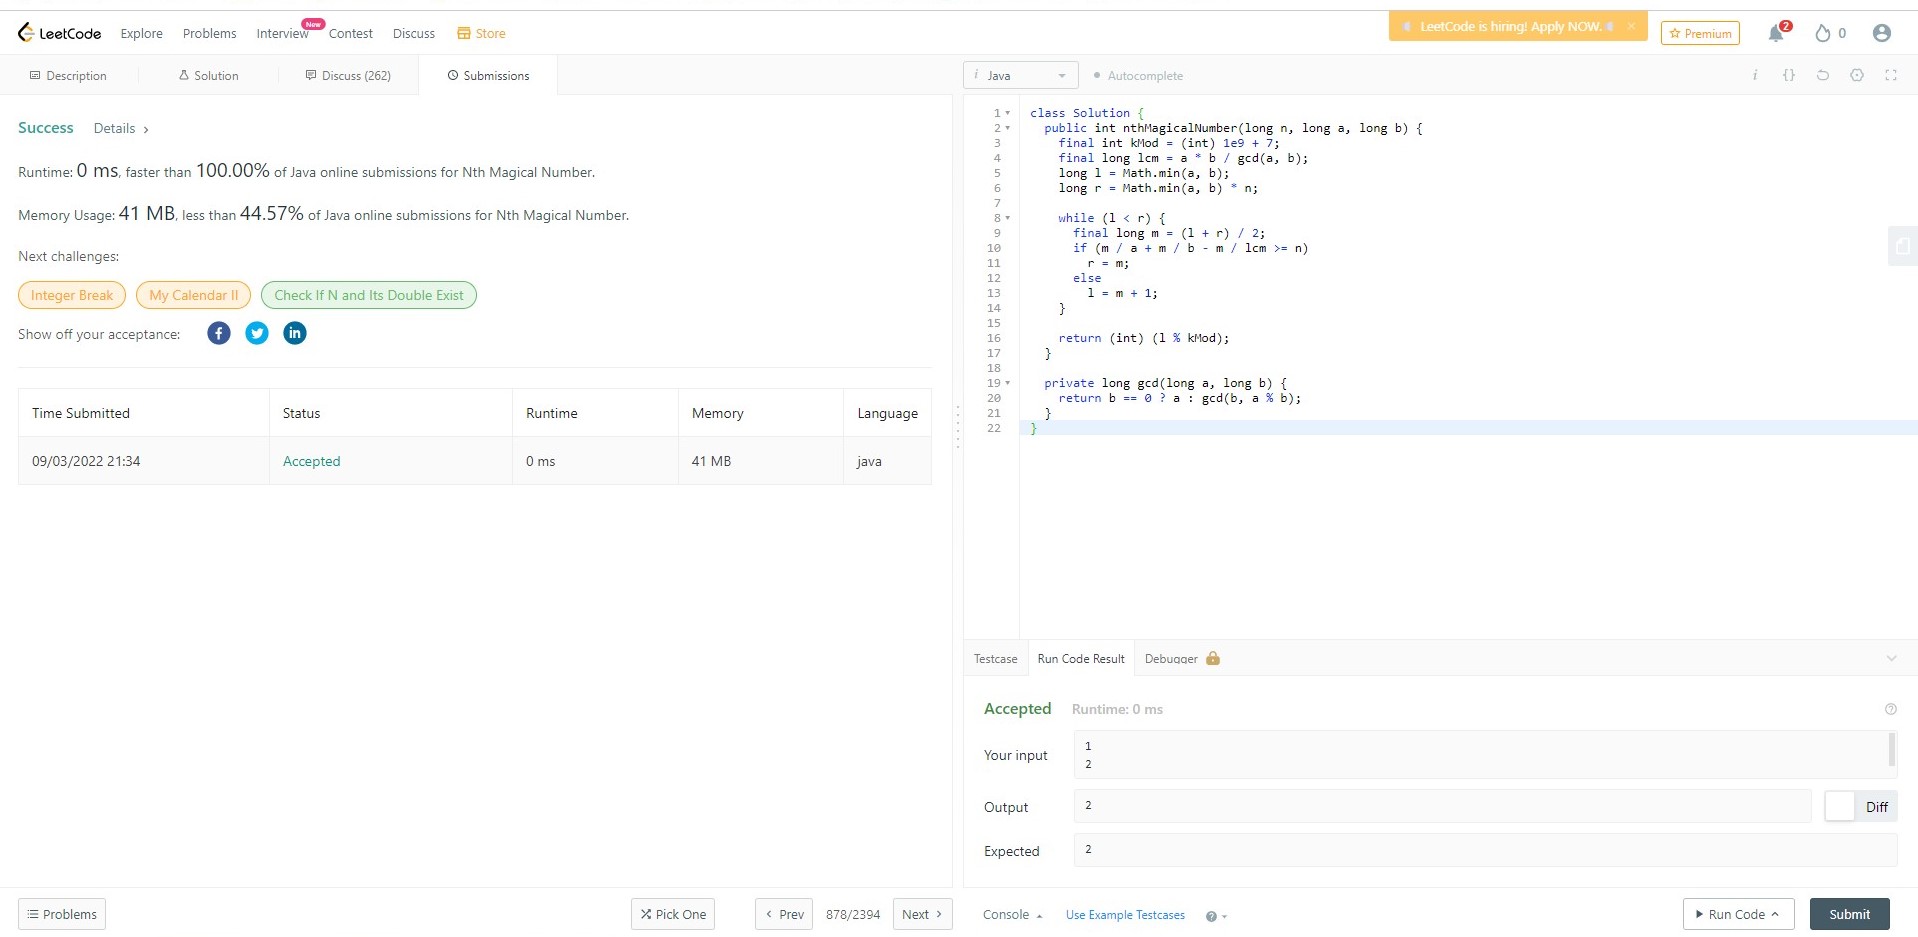 LeetCode
Explore
Problems
Interview
New
Contest
Discuss
Store
LeetCode is hiring! Apply NOW.
Premium
2
0
Description
Solution
Discuss (262)
Submissions
i Java
Autocomplete
Success Details
Runtime: 0 ms, faster than 100.00% of Java online submissions for Nth Magical Number.
Memory Usage: 41 MB, less than 44.57% of Java online submissions for Nth Magical Number.
Next challenges:
Integer Break
My Calendar II
Check If N and Its Double Exist
Show off your acceptance:
Time Submitted Status Runtime Memory Language
09/03/2022 21:34 Accepted 0 ms 41 MB java
1 class Solution {
2 public int nthMagicalNumber(long n, long a, long b) {
3 final int kMod = (int) 1e9 + 7;
4 final long lcm = a * b / gcd(a, b);
5 long l = Math.min(a, b);
6 long r = Math.min(a, b) * n;
7
8 while (l < r) {
9 final long m = (l + r) / 2;
10 if (m / a + m / b - m / lcm >= n)
11 r = m;
12 else
13 l = m + 1;
14 }
15
16 return (int) (l % kMod);
17 }
18
19 private long gcd(long a, long b) {
20 return b == 0 ? a : gcd(b, a % b);
21 }
22 }
Testcase
Run Code Result
Debugger
Accepted Runtime: 0 ms
Your input
1
2
Output
2
Diff
Expected
2
Problems
Pick One
Prev
878/2394
Next
Console
Use Example Testcases
Run Code
Submit